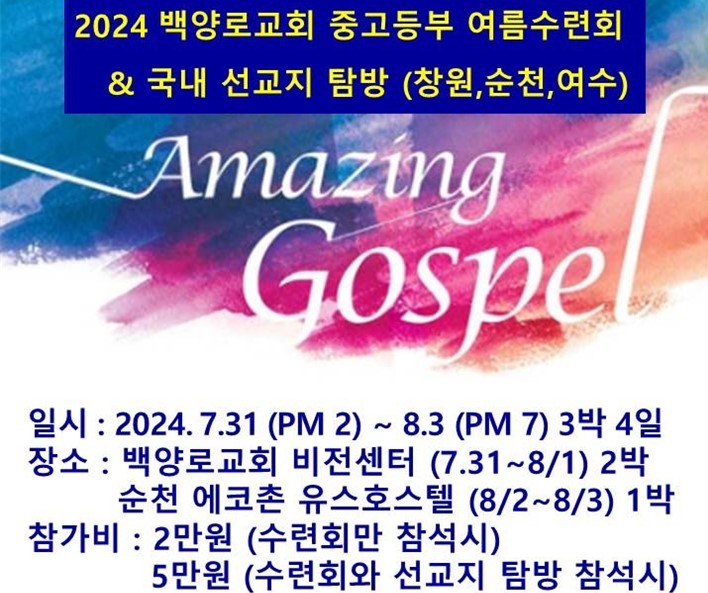 2024 백양로교회 중고등부 여름수련회
& 국내 선교지 탐방 (창원,순천,여수)
Amazing
Gospel
일시 : 2024. 7.31 (PM 2) ~ 8.3 (PM 7) 3박 4일
장소 : 백양로교회 비전센터 (7.31~8/1) 2박
순천 에코촌 유스호스텔 (8/2~8/3) 1박
참가비 : 2만원 (수련회만 참석시)
5만원 (수련회와 선교지 탐방 참석시)